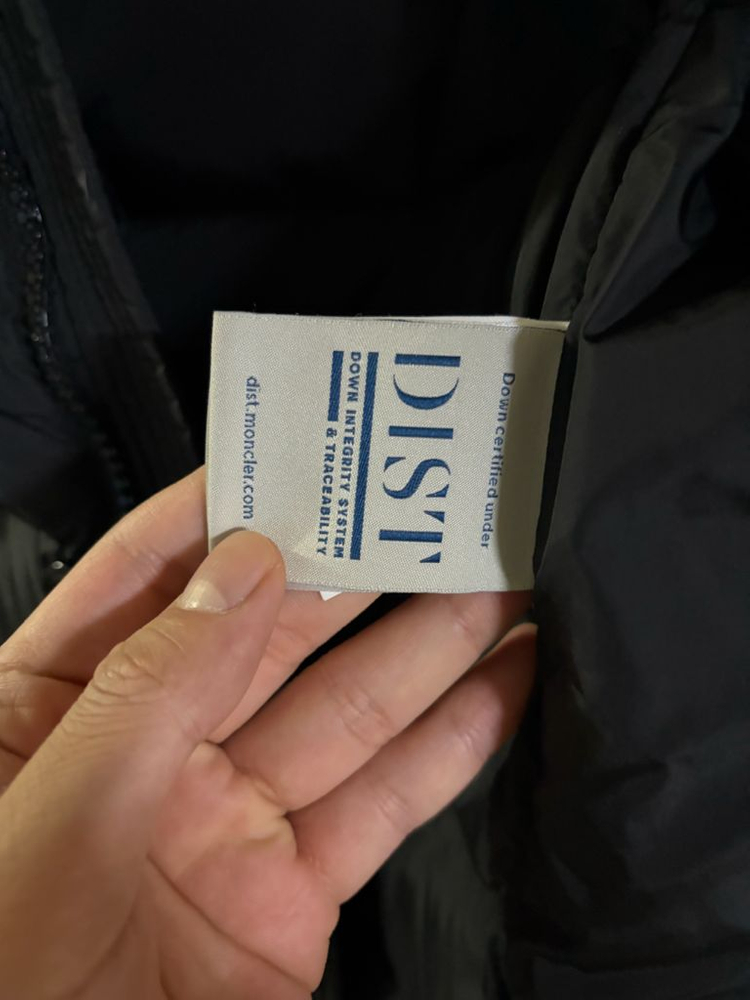 Down certified under
DIST
DOWN INTEGRITY SYSTEM
& TRACEABILITY
dist.moncler.com